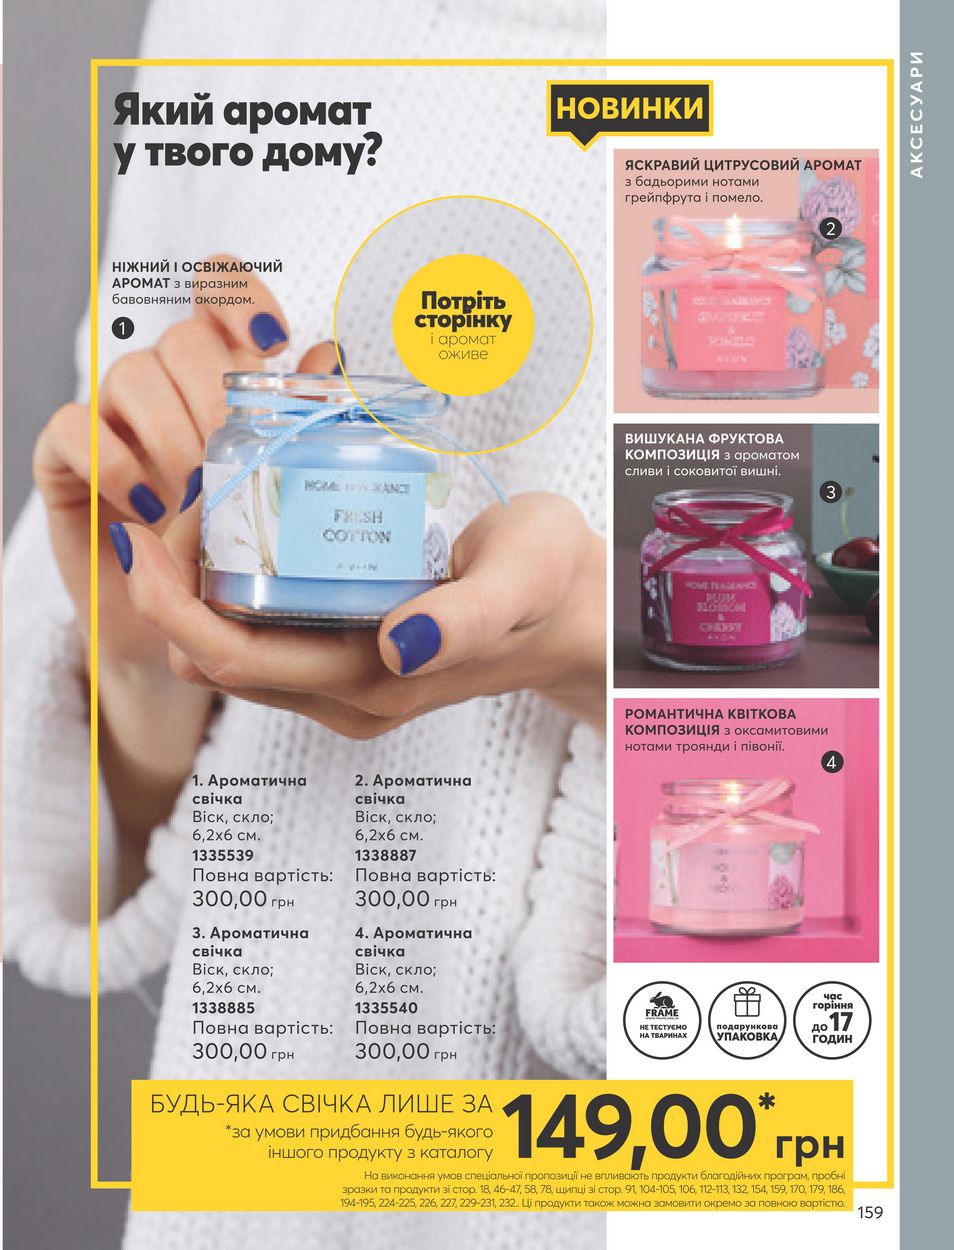 АКСЕСУАРИ
Який аромат
у твого дому?
НОВИНКИ
НІЖНИЙ І ОСВІЖАЮЧИЙ
АРОМАТ з виразним
бавовняним акордом.
1
Потріть
сторінку
і аромат
оживе
HOME FRAGRANCE
FRESH
COTTON
AVON
ЯСКРАВИЙ ЦИТРУСОВИЙ АРОМАТ
з бадьорими нотами
грейпфрута і помело.
2
HOME FRAGRANCE
GRAPEFRUIT
&
POMELO
AVON
ВИШУКАНА ФРУКТОВА
КОМПОЗИЦІЯ з ароматом
сливи і соковитої вишні.
3
HOME FRAGRANCE
PLUM
BLOSSOM
&
CHERRY
AVON
РОМАНТИЧНА КВІТКОВА
КОМПОЗИЦІЯ з оксамитовими
нотами троянди і півонії.
4
1. Ароматична
свічка
Віск, скло;
6,2х6 см.
1335539
Повна вартість:
300,00 грн
2. Ароматична
свічка
Віск, скло;
6,2х6 см.
1338887
Повна вартість:
300,00 грн
3. Ароматична
свічка
Віск, скло;
6,2х6 см.
1338885
Повна вартість:
300,00 грн
4. Ароматична
свічка
Віск, скло;
6,2х6 см.
1335540
Повна вартість:
300,00 грн
FRAME
WWW.FRAME.ORG.UK
НЕ ТЕСТУЄМО
НА ТВАРИНАХ
подарункова
УПАКОВКА
час
горіння
до 17
ГОДИН
БУДЬ-ЯКА СВІЧКА ЛИШЕ ЗА
149,00* грн
*за умови придбання будь-якого
іншого продукту з каталогу
На виконання умов спеціальної пропозиції не впливають продукти благодійних програм, пробні
зразки та продукти зі стор. 18, 46-47, 58, 78, щипці зі стор. 91, 104-105, 106, 112-113, 132, 154, 159, 170, 179, 186,
194-195, 224-225, 226, 227, 229-231, 232.. Ці продукти також можна замовити окремо за повною вартістю.
159